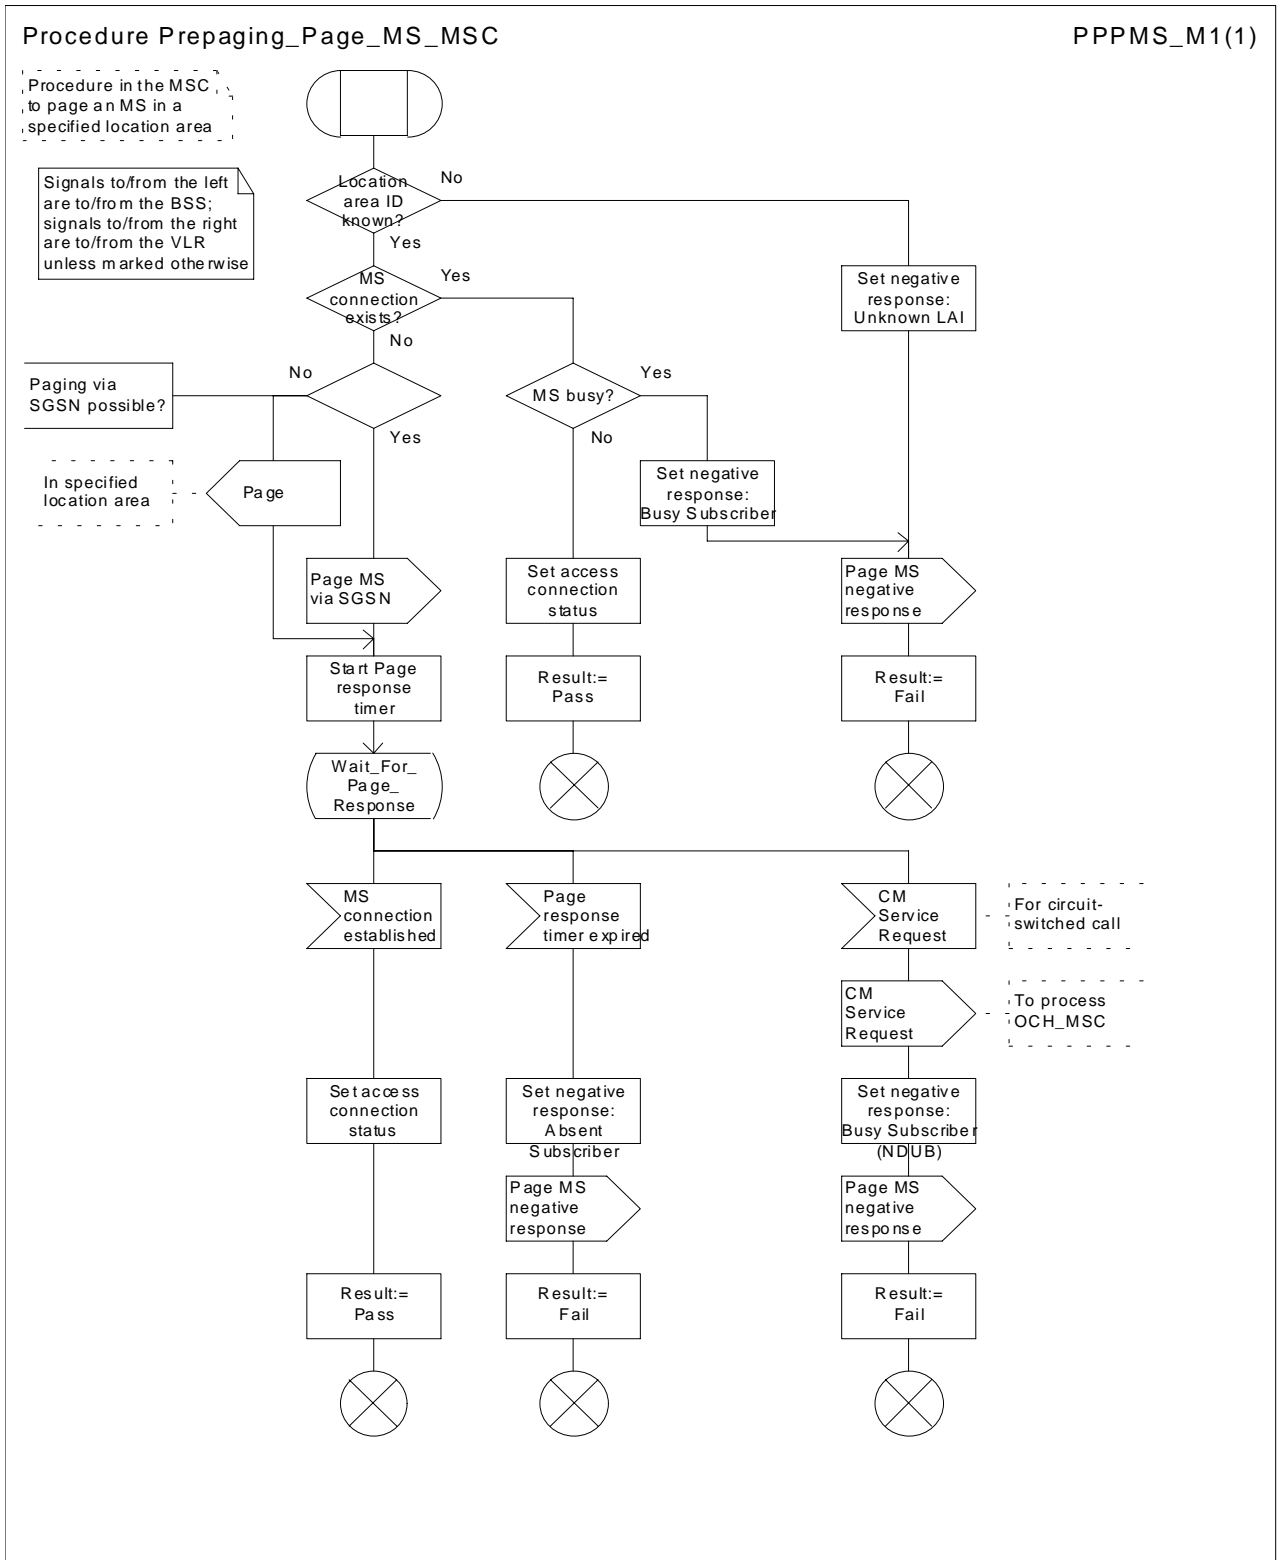 Procedure Prepaging_Page_MS_MSC
PPPMS_M1(1)
Procedure in the MSC
to page an MS in a
specified location area
Signals to/from the left
are to/from the BSS;
signals to/from the right
are to/from the VLR
unless marked otherwise
Location
area ID
known?
No
Yes
MS
connection
exists?
Yes
No
Set negative
response:
Unknown LAI
Paging via
SGSN possible?
No
Yes
MS busy?
Yes
No
In specified
location area
Page
Set negative
response:
Busy Subscriber
Page MS
via SGSN
Set access
connection
status
Page MS
negative
response
Start Page
response
timer
Result:=
Pass
Result:=
Fail
Wait_For_
Page_
Response
MS
connection
established
Page
response
timer expired
CM
Service
Request
For circuit-
switched call
CM
Service
Request
To process
OCH_MSC
Set access
connection
status
Set negative
response:
Absent
Subscriber
Set negative
response:
Busy Subscriber
(NDUB)
Page MS
negative
response
Page MS
negative
response
Result:=
Pass
Result:=
Fail
Result:=
Fail